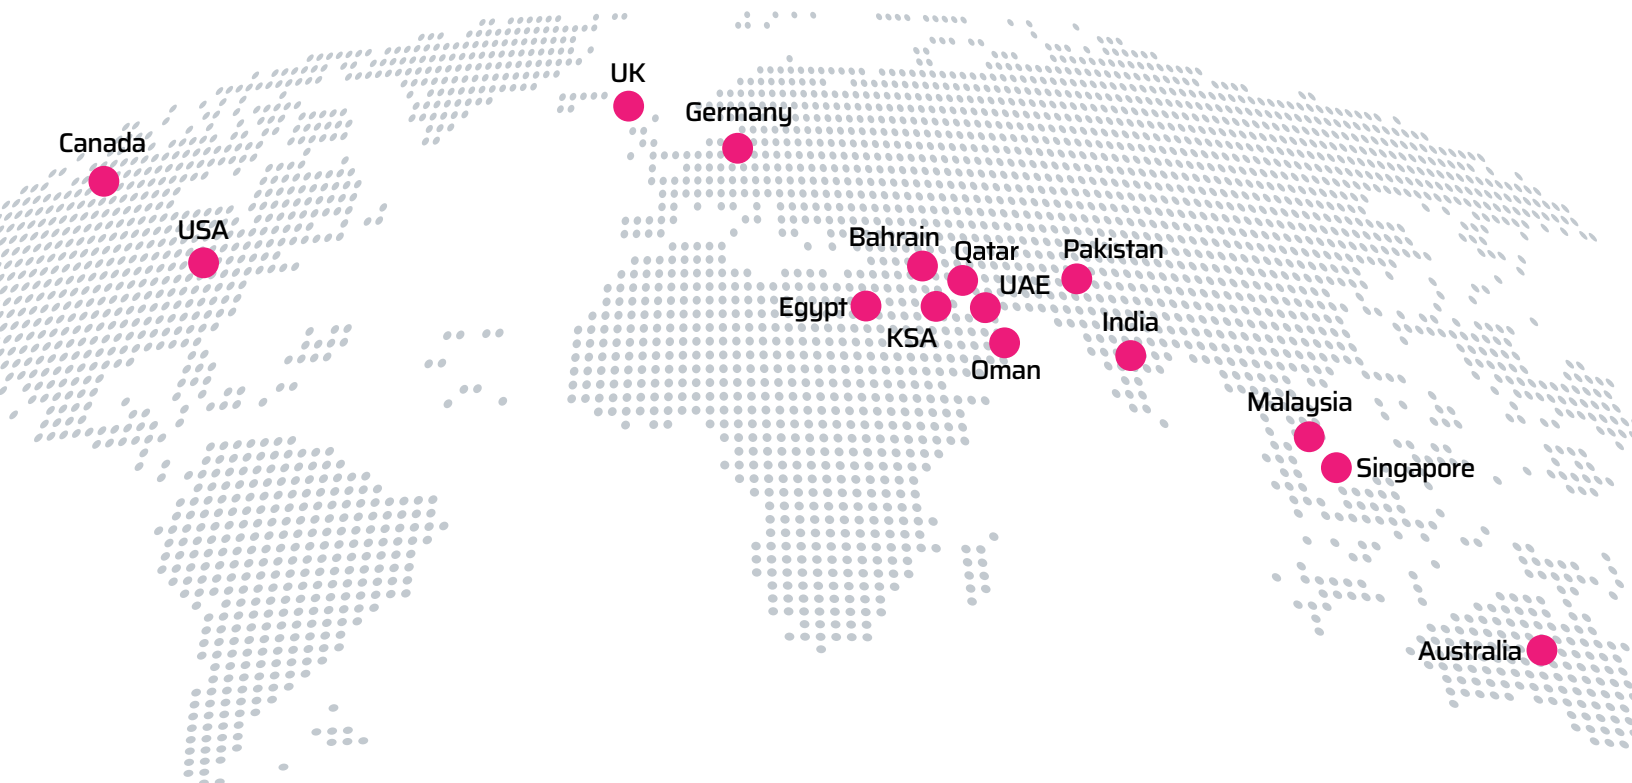 UK
Germany
Canada
USA
Bahrain
Qatar
Pakistan
UAE
Egypt
KSA
India
Oman
Malaysia
Singapore
Australia